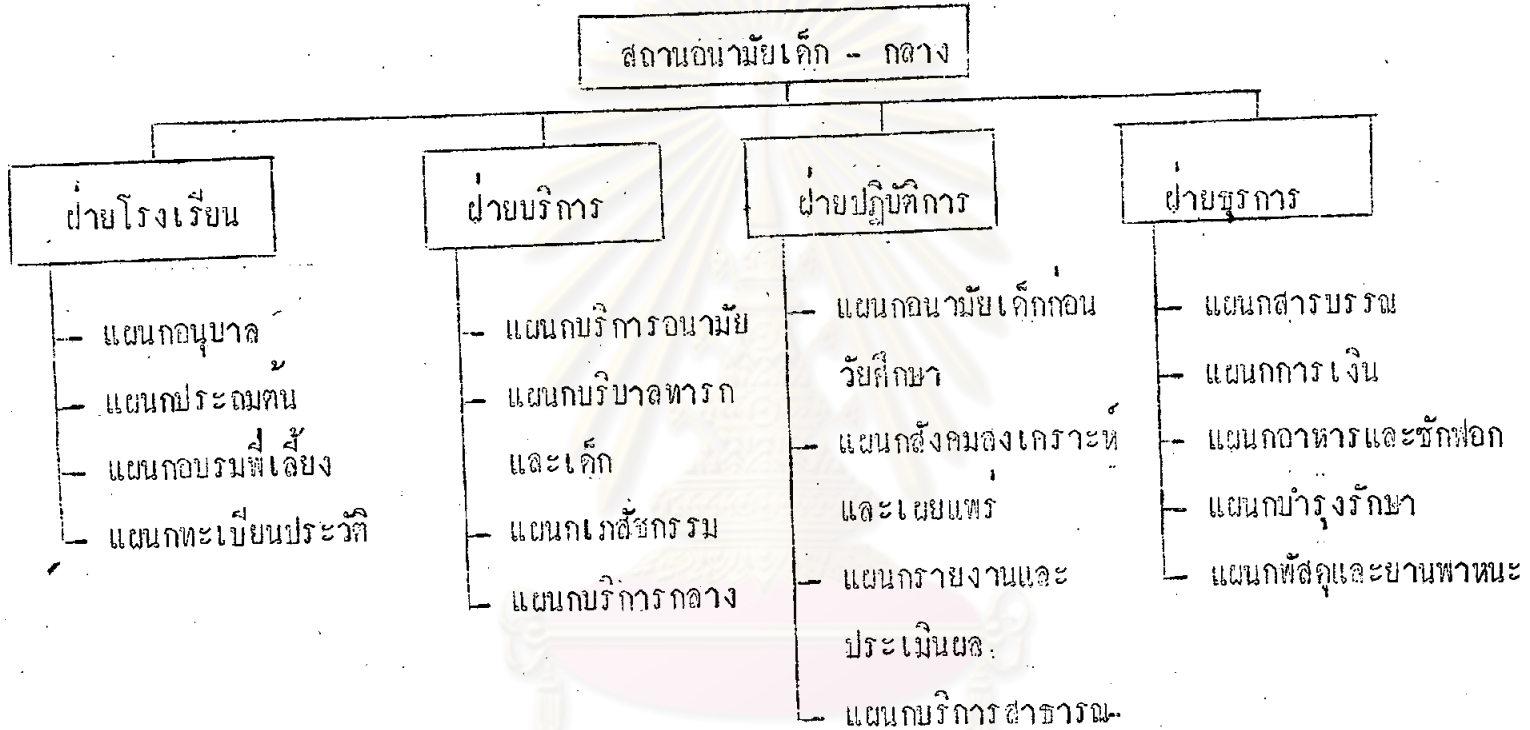 สถานอนามัยเด็ก - กลาง
ฝ่ายโรงเรียน
แผนกอนุบาล
แผนกประถมต้น
แผนกอบรมพี่เลี้ยง
แผนกทะเบียนประวัติ
ฝ่ายบริการ
แผนกบริการอนามัย
แผนกบริบาลทารก
และเด็ก
แผนกเภสัชกรรม
แผนกบริการกลาง
ฝ่ายปฏิบัติการ
แผนกอนามัยเด็กก่อน
วัยศึกษา
แผนกสังคมสงเคราะห์
และเผยแพร่
แผนกรายงานและ
ประเมินผล
แผนกบริการสาธารณ-
ฝ่ายธุรการ
แผนกสารบรรณ
แผนกการเงิน
แผนกอาหารและซักฟอก
แผนกบำรุงรักษา
แผนกพัสดุและยานพาหนะ